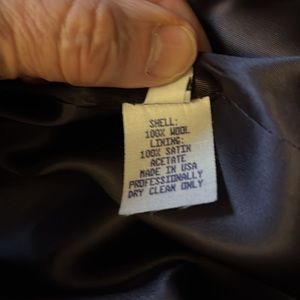 SHELL:
100% WOOL
LINING:
100% SATIN
ACETATE
MADE IN USA
PROFESSIONALLY
DRY CLEAN ONLY